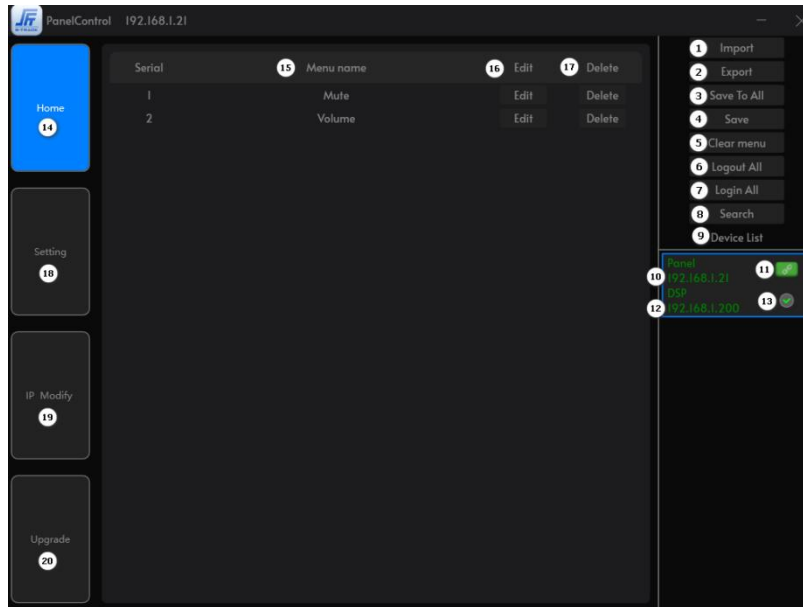 PanelControl 192.168.1.21
Serial 15 Menu name 16 Edit 17 Delete
1 Mute Edit Delete
2 Volume Edit Delete
Home
14
Setting
18
IP Modify
19
Upgrade
20
1 Import
2 Export
3 Save To All
4 Save
5 Clear menu
6 Logout All
7 Login All
8 Search
9 Device List
Panel
10 192.168.1.21 11
DSP
12 192.168.1.200 13